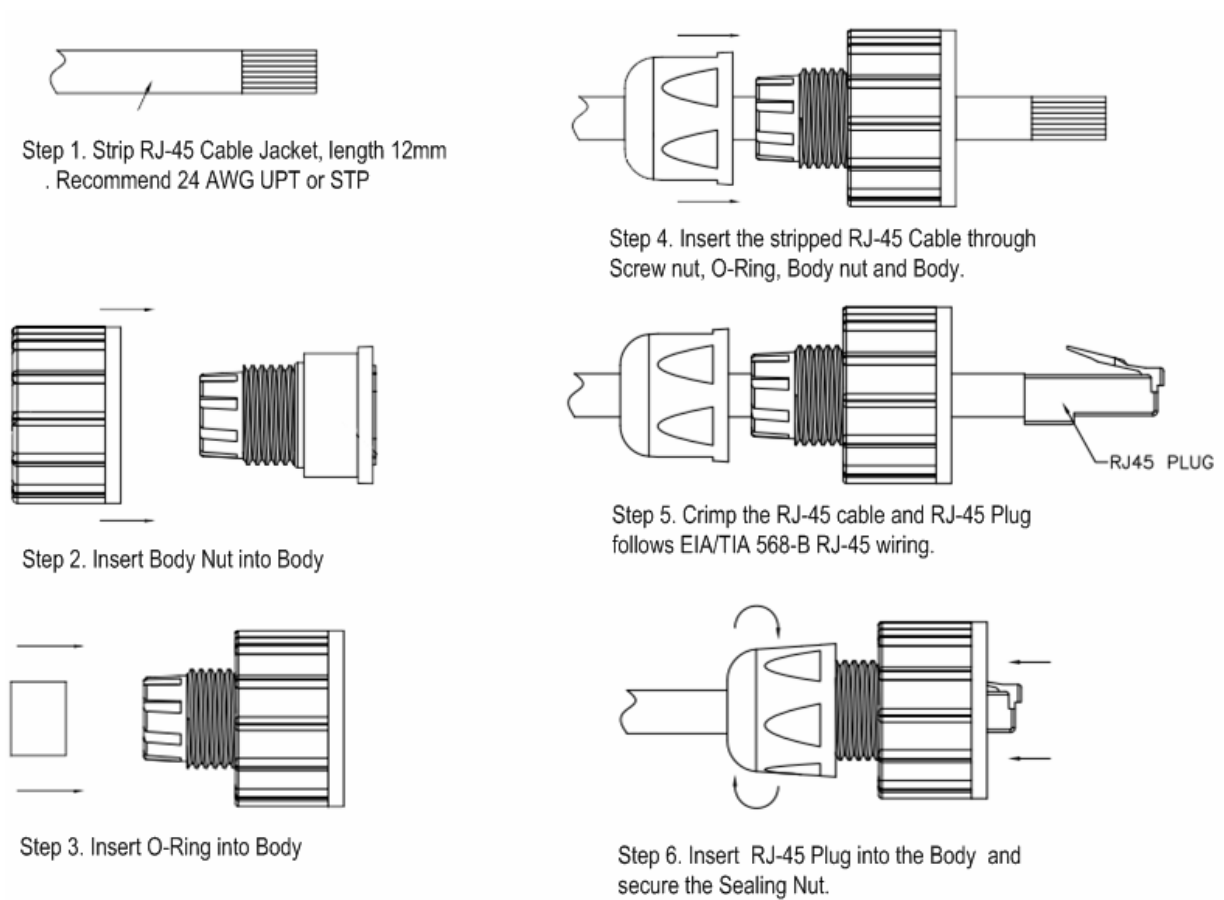 Step 1. Strip RJ-45 Cable Jacket, length 12mm
. Recommend 24 AWG UPT or STP
Step 2. Insert Body Nut into Body
Step 3. Insert O-Ring into Body
Step 4. Insert the stripped RJ-45 Cable through
Screw nut, O-Ring, Body nut and Body.
RJ45 PLUG
Step 5. Crimp the RJ-45 cable and RJ-45 Plug
follows EIA/TIA 568-B RJ-45 wiring.
Step 6. Insert RJ-45 Plug into the Body and
secure the Sealing Nut.